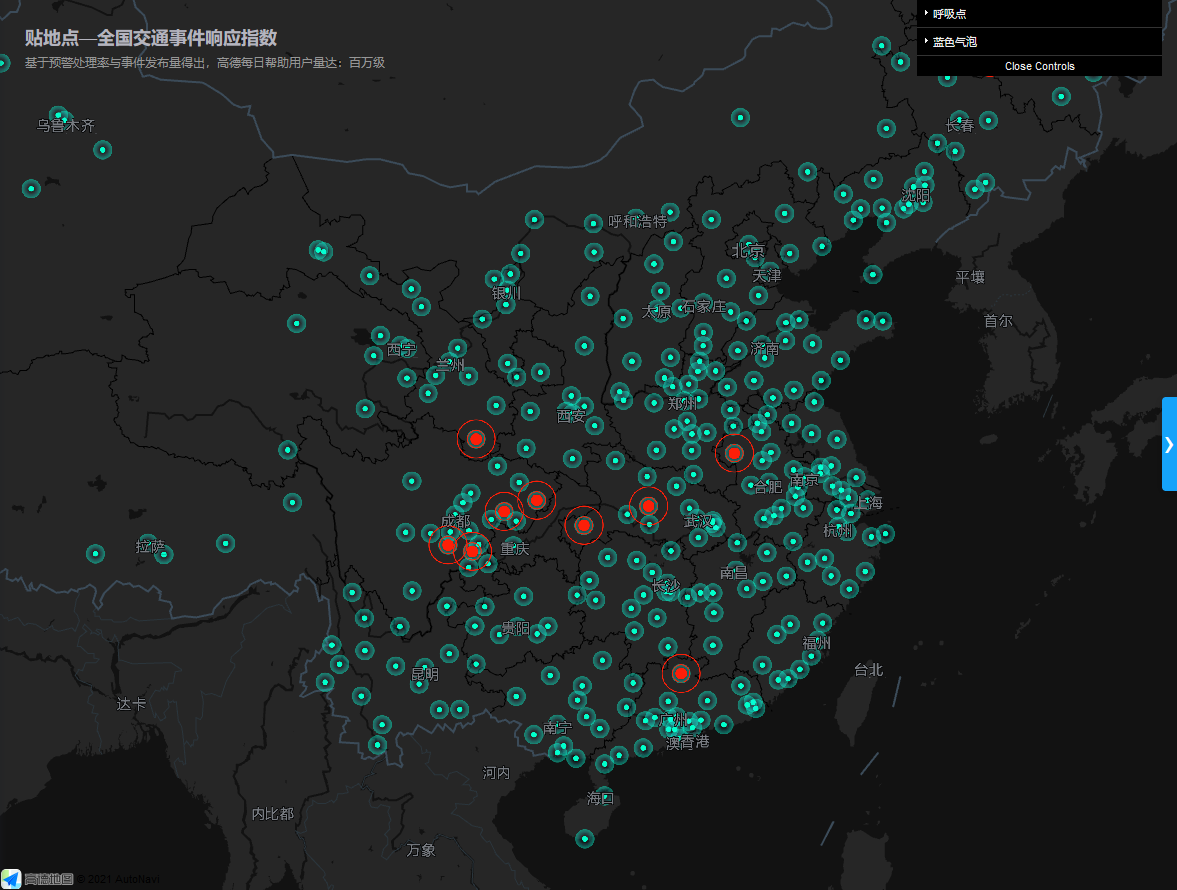 贴地点—全国交通事件响应指数
基于预警处理率与事件发布量得出，高德每日帮助用户量达：百万级
呼吸点
蓝色气泡
Close Controls
乌鲁木齐
长春
沈阳
呼和浩特
北京
天津
平壤
银川
太原
石家庄
首尔
西宁
兰州
济南
郑州
西安
合肥
南京
上海
成都
武汉
杭州
拉萨
重庆
南昌
长沙
贵阳
福州
昆明
台北
达卡
南宁
广州
澳门
香港
河内
海口
内比都
万象
高德地图 © 2021 AutoNavi
❯